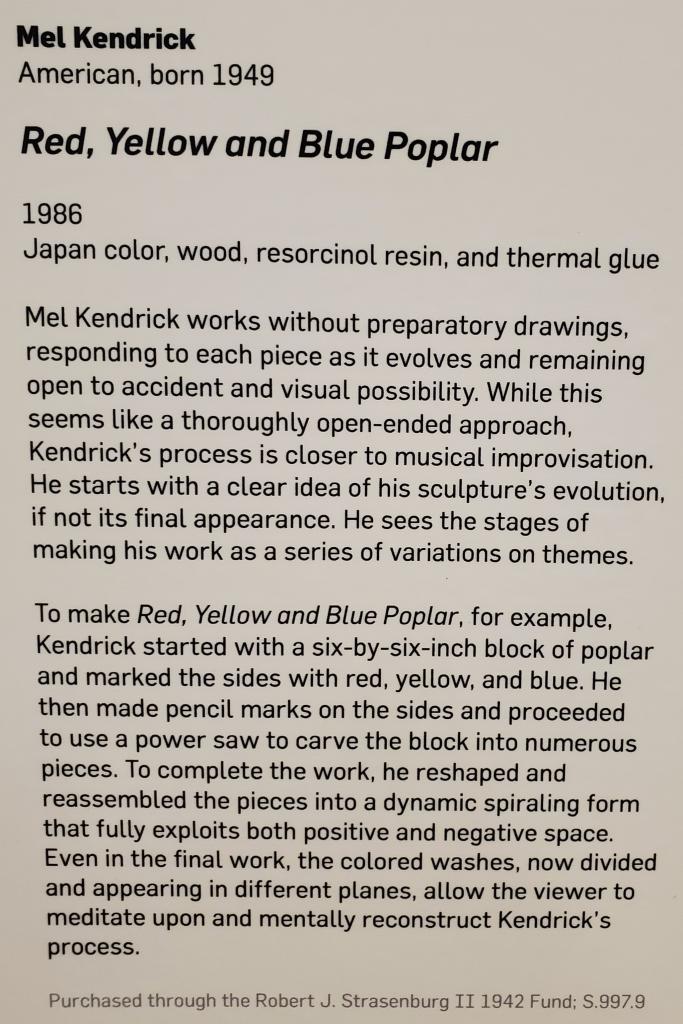 Mel Kendrick
American, born 1949
Red, Yellow and Blue Poplar
1986
Japan color, wood, resorcinol resin, and thermal glue
Mel Kendrick works without preparatory drawings,
responding to each piece as it evolves and remaining
open to accident and visual possibility. While this
seems like a thoroughly open-ended approach,
Kendrick's process is closer to musical improvisation.
He starts with a clear idea of his sculpture's evolution,
if not its final appearance. He sees the stages of
making his work as a series of variations on themes.
To make Red, Yellow and Blue Poplar, for example,
Kendrick started with a six-by-six-inch block of poplar
and marked the sides with red, yellow, and blue. He
then made pencil marks on the sides and proceeded
to use a power saw to carve the block into numerous
pieces. To complete the work, he reshaped and
reassembled the pieces into a dynamic spiraling form
that fully exploits both positive and negative space.
Even in the final work, the colored washes, now divided
and appearing in different planes, allow the viewer to
meditate upon and mentally reconstruct Kendrick's
process.
Purchased through the Robert J. Strasenburg II 1942 Fund; S.997.9